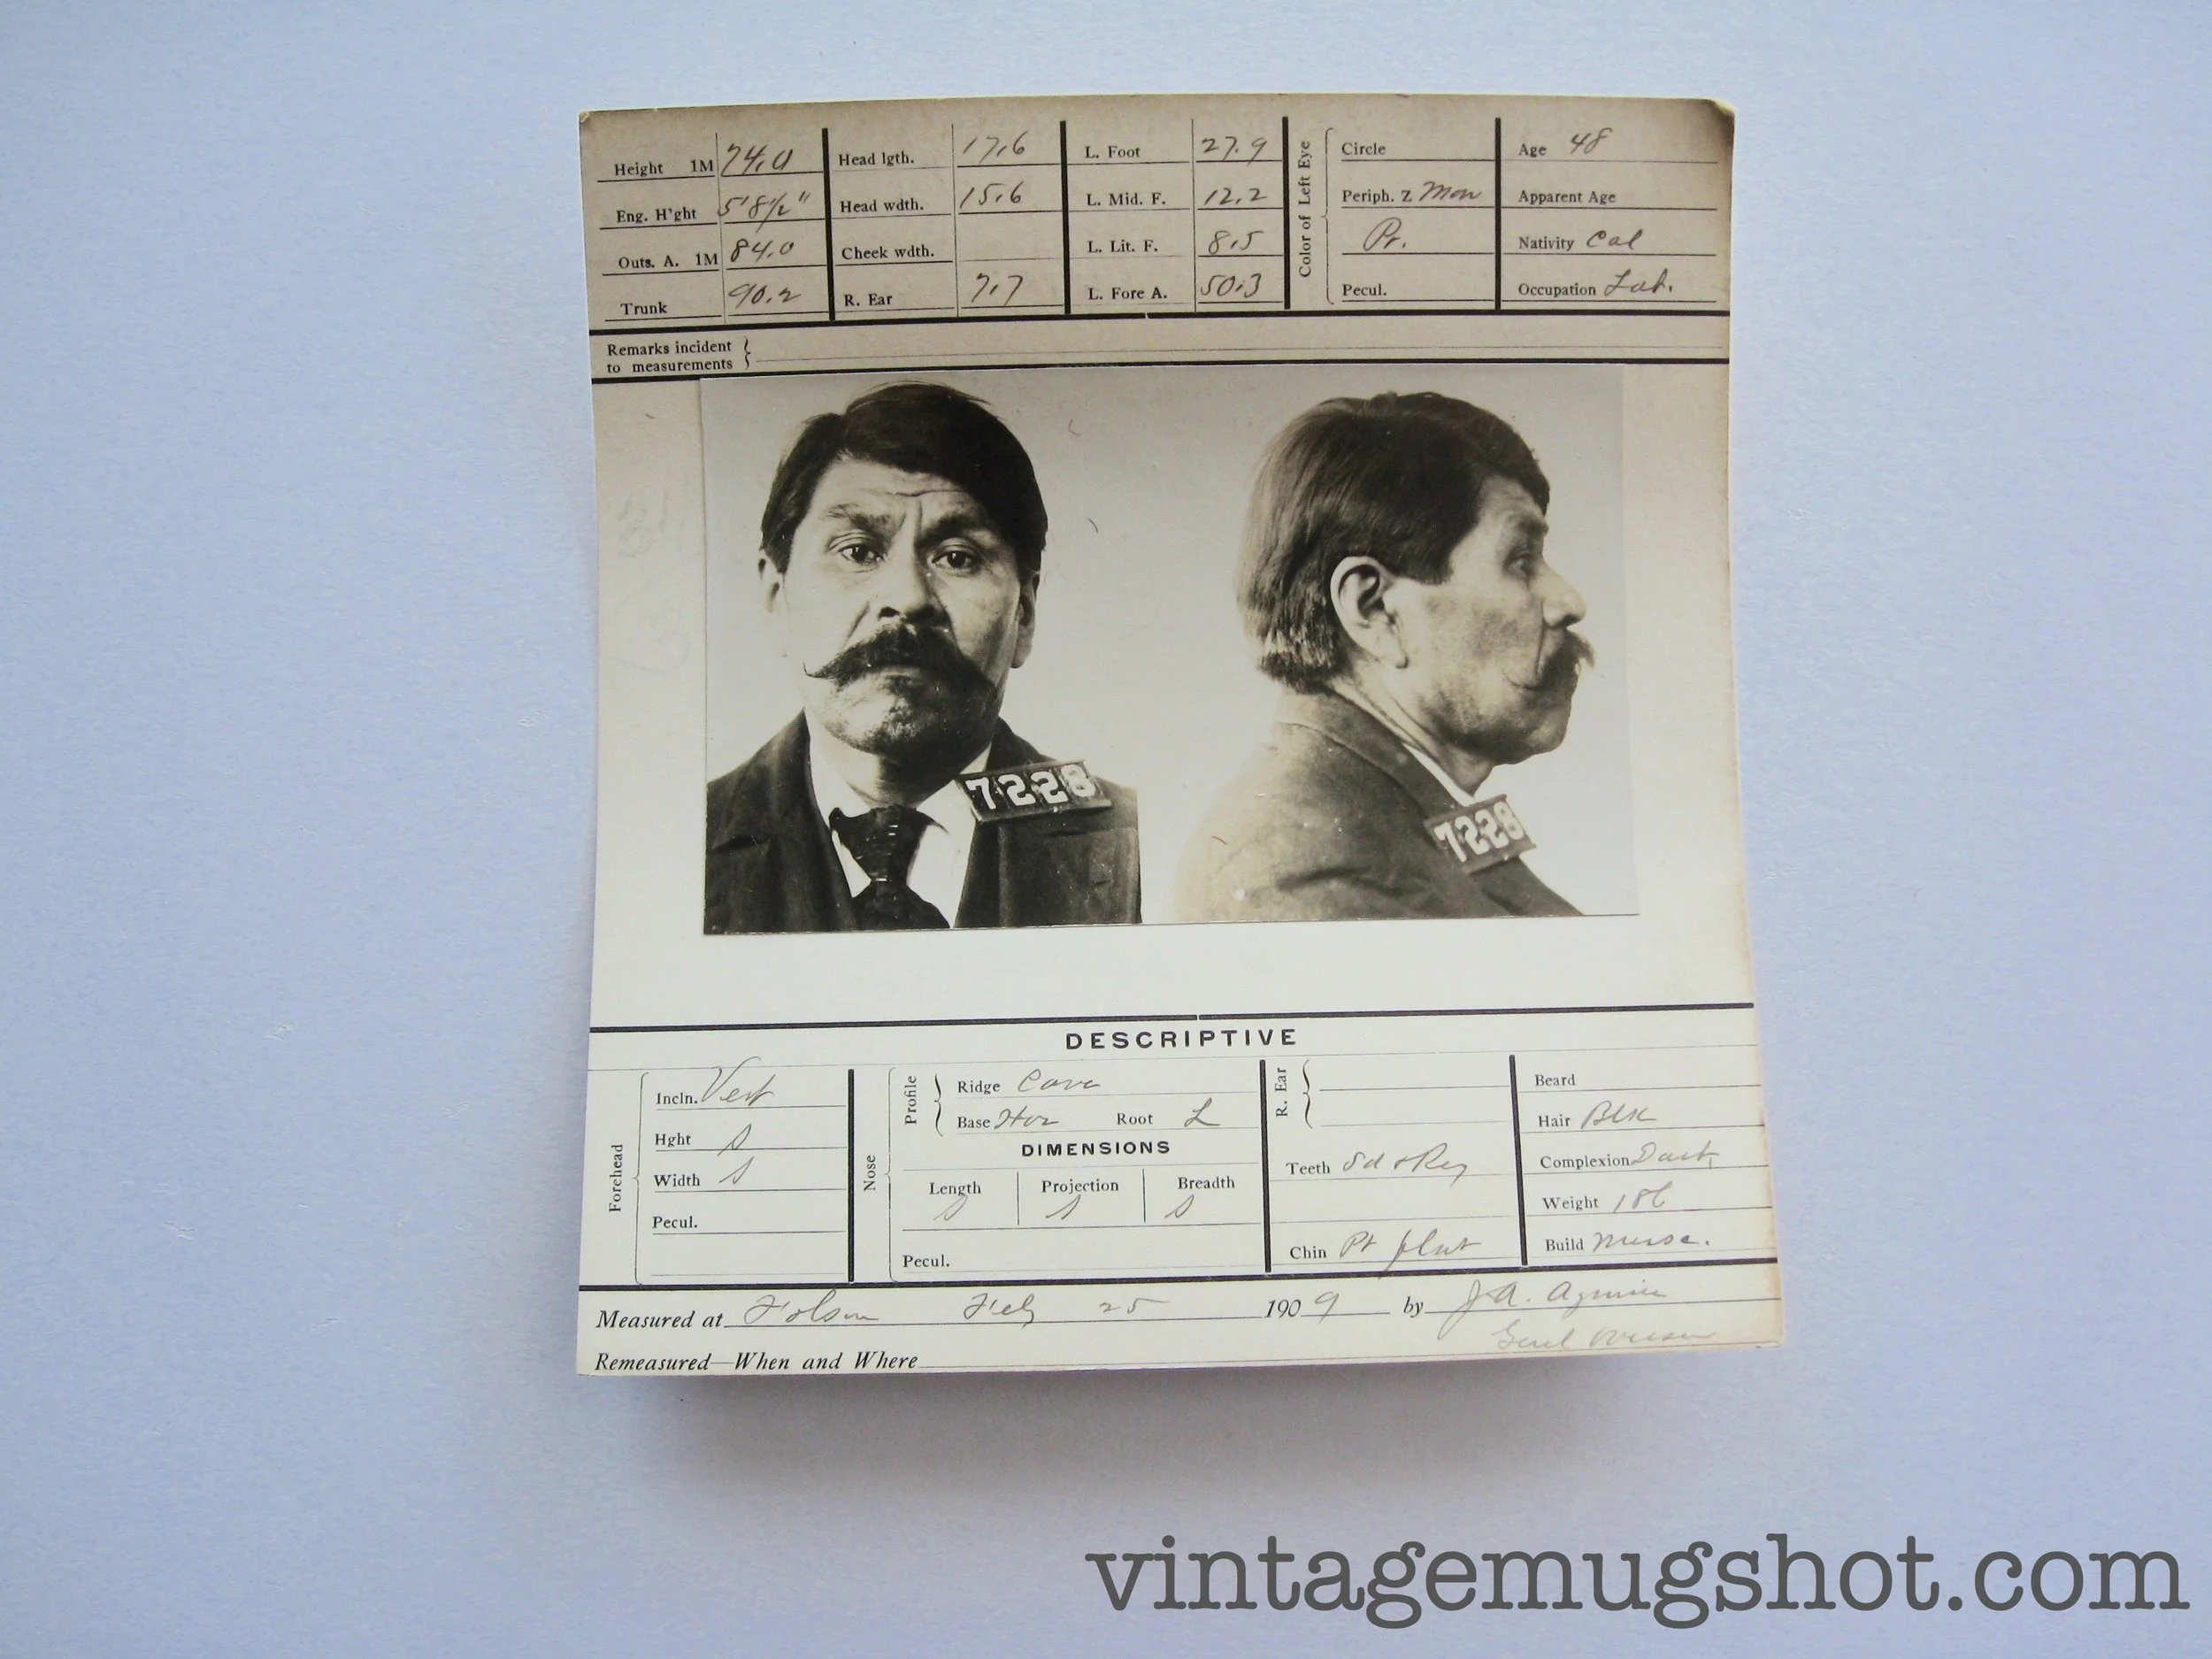 Height 1M 74.0 Head lgth. 17.6 L. Foot 27.9 Color of Left Eye Circle Age 48
Eng. H'ght 5'8½" Head wdth. 15.6 L. Mid. F. 12.2 Periph. Z Mar Apparent Age
Outs. A. 1M 84.0 Cheek wdth. L. Lit. F. 8.5 Pr. Nativity Cal
Trunk 90.2 R. Ear 7.7 L. Fore A. 50.3 Pecul. Occupation Lab.
Remarks incident
to measurements
7228
7228
DESCRIPTIVE
Forehead
Incln. Vert
Hght s
Width s
Pecul.
Nose
Profile
Ridge Cave
Base Hor Root L
DIMENSIONS
Length Projection Breadth
s s s
Pecul.
R. Ear
Teeth
Chin Pt
Beard
Hair Blk
Complexion Dark
Weight 186
Build Musc.
Measured at Folsom Feb 25 1909 by J.A.
Remeasured—When and Where
vintagemugshot.com